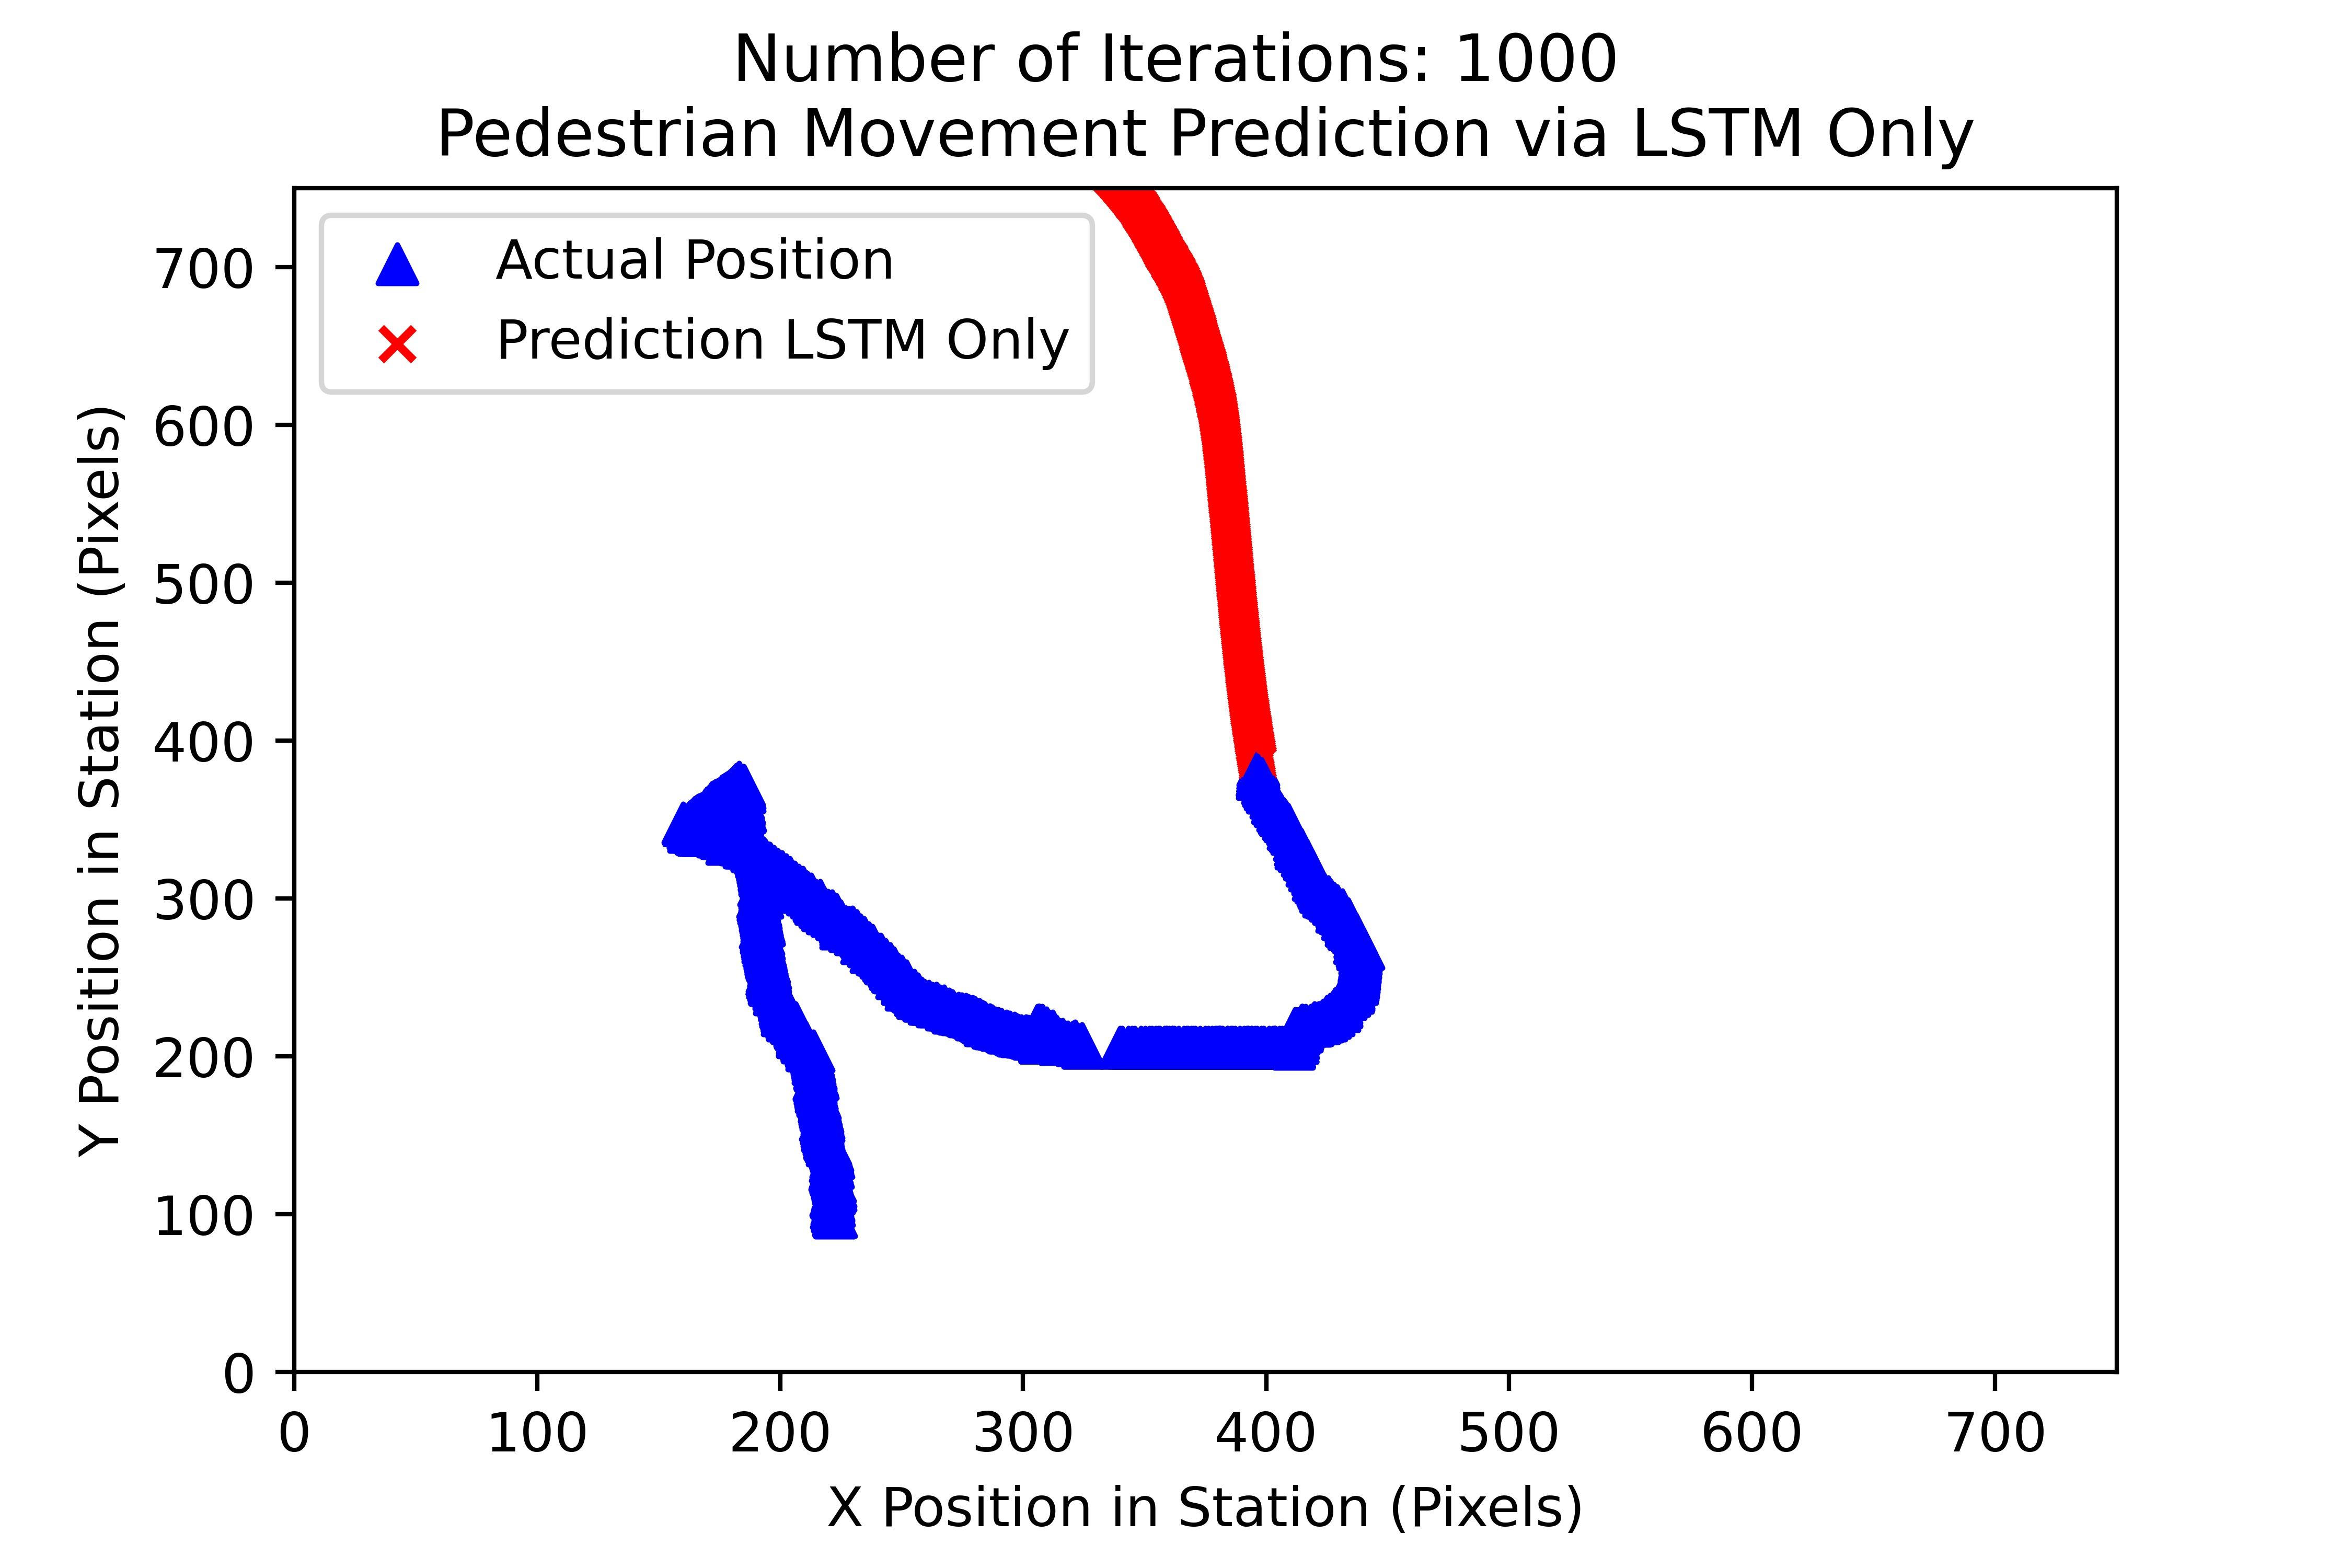 Number of Iterations: 1000
Pedestrian Movement Prediction via LSTM Only
Actual Position
Prediction LSTM Only
Y Position in Station (Pixels)
700
600
500
400
300
200
100
0
0 100 200 300 400 500 600 700
X Position in Station (Pixels)